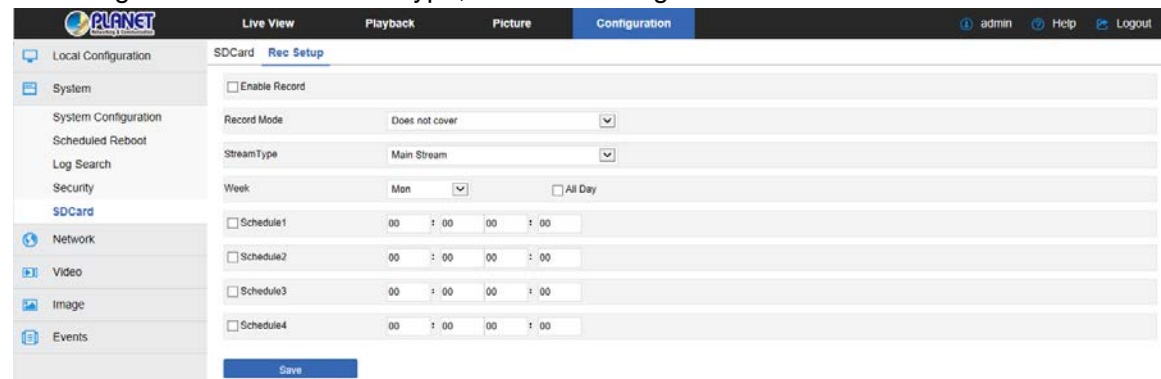 PLANET
Networking & Communication
Live View Playback Picture Configuration admin Help Logout
Local Configuration
System
System Configuration
Scheduled Reboot
Log Search
Security
SDCard
Network
Video
Image
Events
SDCard Rec Setup
Enable Record
Record Mode Does not cover
StreamType Main Stream
Week Mon All Day
Schedule1 00 : 00 00 : 00
Schedule2 00 : 00 00 : 00
Schedule3 00 : 00 00 : 00
Schedule4 00 : 00 00 : 00
Save